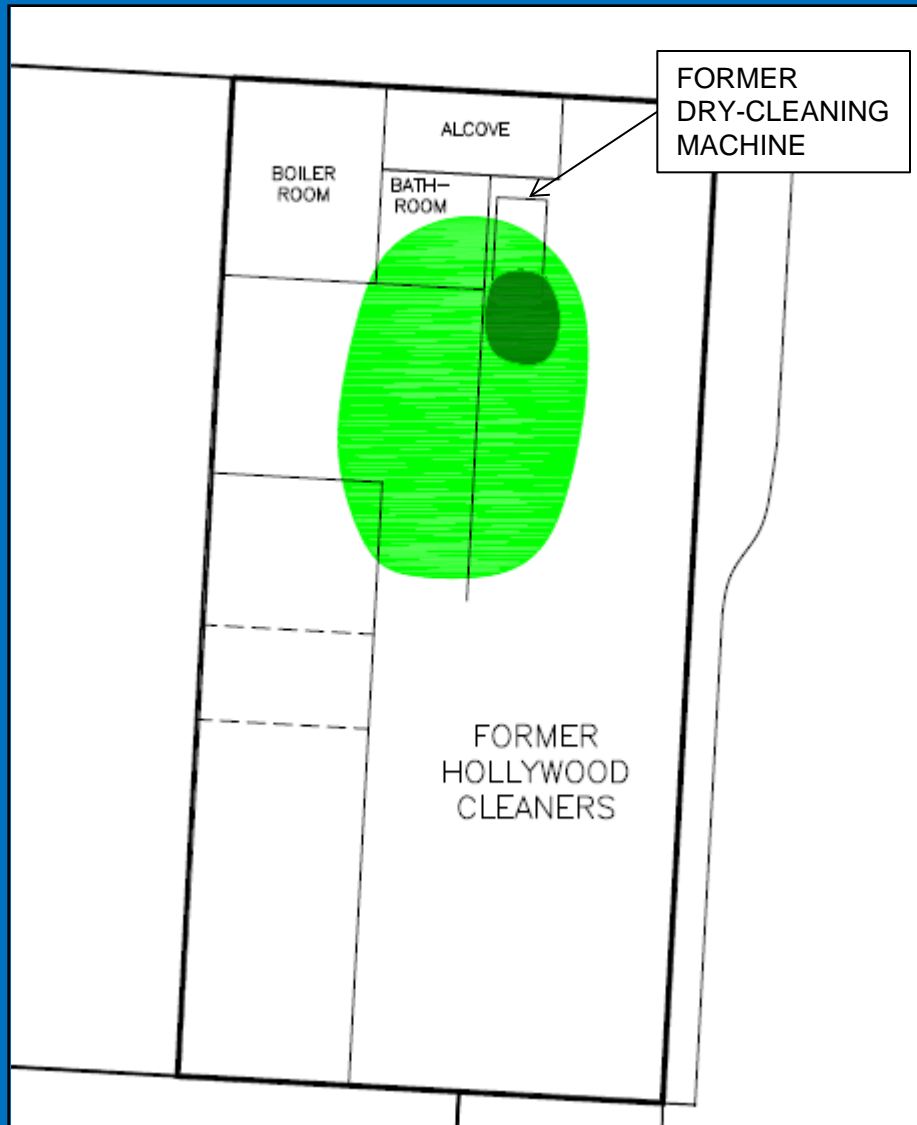 FORMER
DRY-CLEANING
MACHINE
ALCOVE
BOILER
ROOM
BATH-
ROOM
FORMER
HOLLYWOOD
CLEANERS